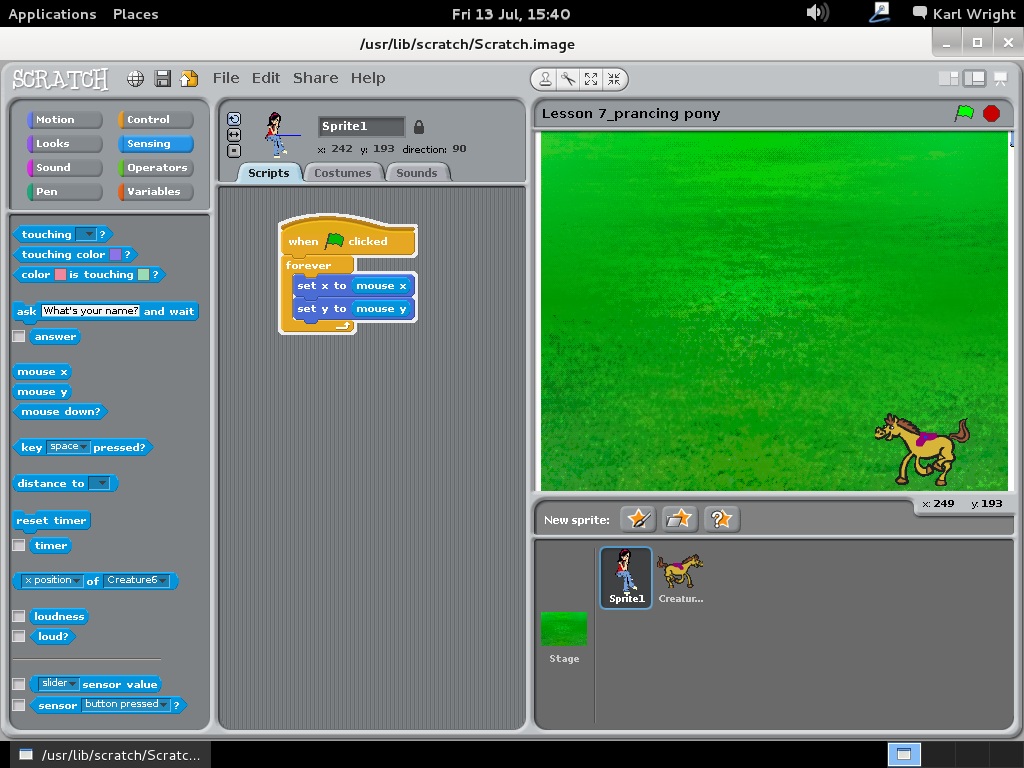 Applications Places Fri 13 Jul, 15:40 Karl Wright
/usr/lib/scratch/Scratch.image
SCRATCH File Edit Share Help
Motion Control
Looks Sensing
Sound Operators
Pen Variables
touching ?
touching color ?
color is touching ?
ask What's your name? and wait
answer
mouse x
mouse y
mouse down?
key space pressed?
distance to
reset timer
timer
x position of Creature6
loudness
loud?
slider sensor value
sensor button pressed ?
Sprite1
x: 242 y: 193 direction: 90
Scripts Costumes Sounds
when clicked
forever
set x to mouse x
set y to mouse y
Lesson 7_prancing pony
x: 249 y: 193
New sprite:
Sprite1 Creatur...
Stage
/usr/lib/scratch/Scratc...